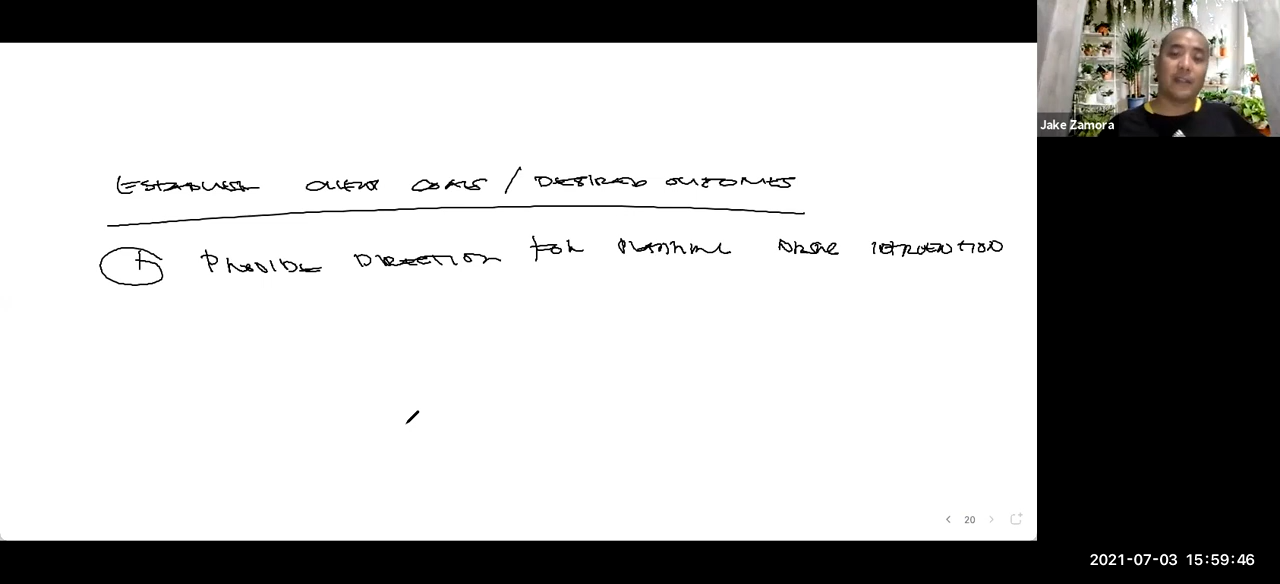 ESTABLISH CLIENT GOALS / DESIRED OUTCOMES
PROVIDE DIRECTION FOR PLANNING NURSING INTERVENTION
Jake Zamora
20
2021-07-03 15:59:46